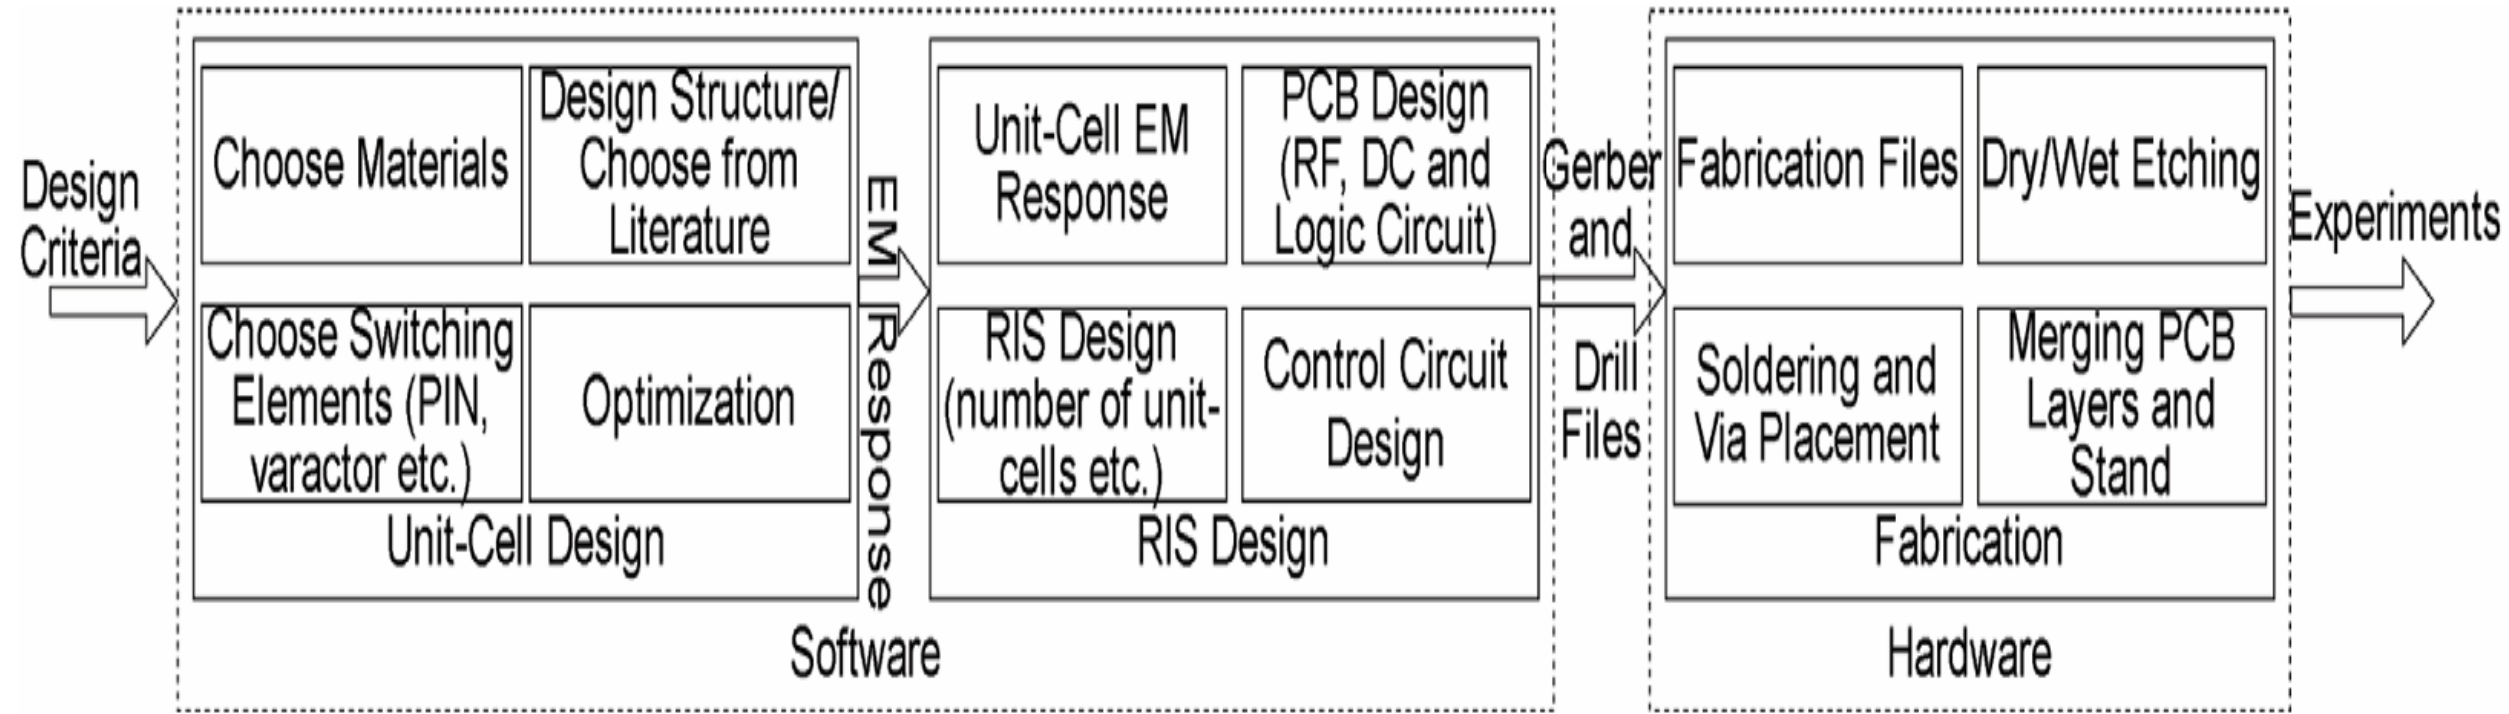 Design
Criteria
Choose Materials
Design Structure/
Choose from
Literature
Choose Switching
Elements (PIN,
varactor etc.)
Optimization
Unit-Cell Design
EM Response
Unit-Cell EM
Response
PCB Design
(RF, DC and
Logic Circuit)
RIS Design
(number of unit-
cells etc.)
Control Circuit
Design
RIS Design
Software
Gerber
and
Drill
Files
Fabrication Files
Dry/Wet Etching
Soldering and
Via Placement
Merging PCB
Layers and
Stand
Fabrication
Hardware
Experiments